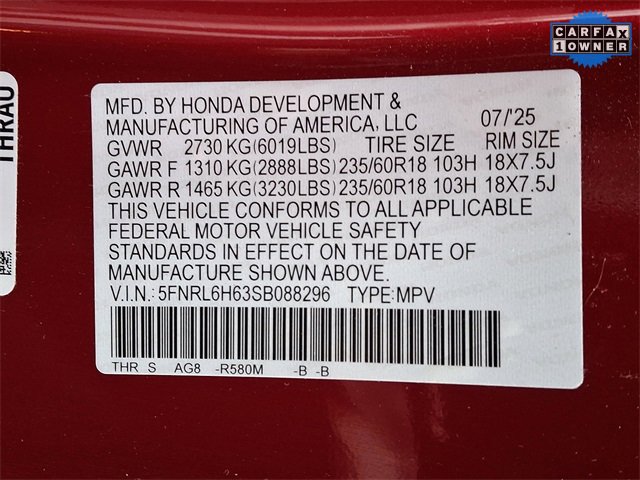 CARFAX
1 OWNER
THRAU
MFD. BY HONDA DEVELOPMENT &
MANUFACTURING OF AMERICA, LLC 07/'25
GVWR 2730 KG(6019LBS) TIRE SIZE RIM SIZE
GAWR F 1310 KG(2888LBS) 235/60R18 103H 18X7.5J
GAWR R 1465 KG(3230LBS) 235/60R18 103H 18X7.5J
THIS VEHICLE CONFORMS TO ALL APPLICABLE
FEDERAL MOTOR VEHICLE SAFETY
STANDARDS IN EFFECT ON THE DATE OF
MANUFACTURE SHOWN ABOVE.
V.I.N.: 5FNRL6H63SB088296 TYPE:MPV
THR S AG8 -R580M -B -B